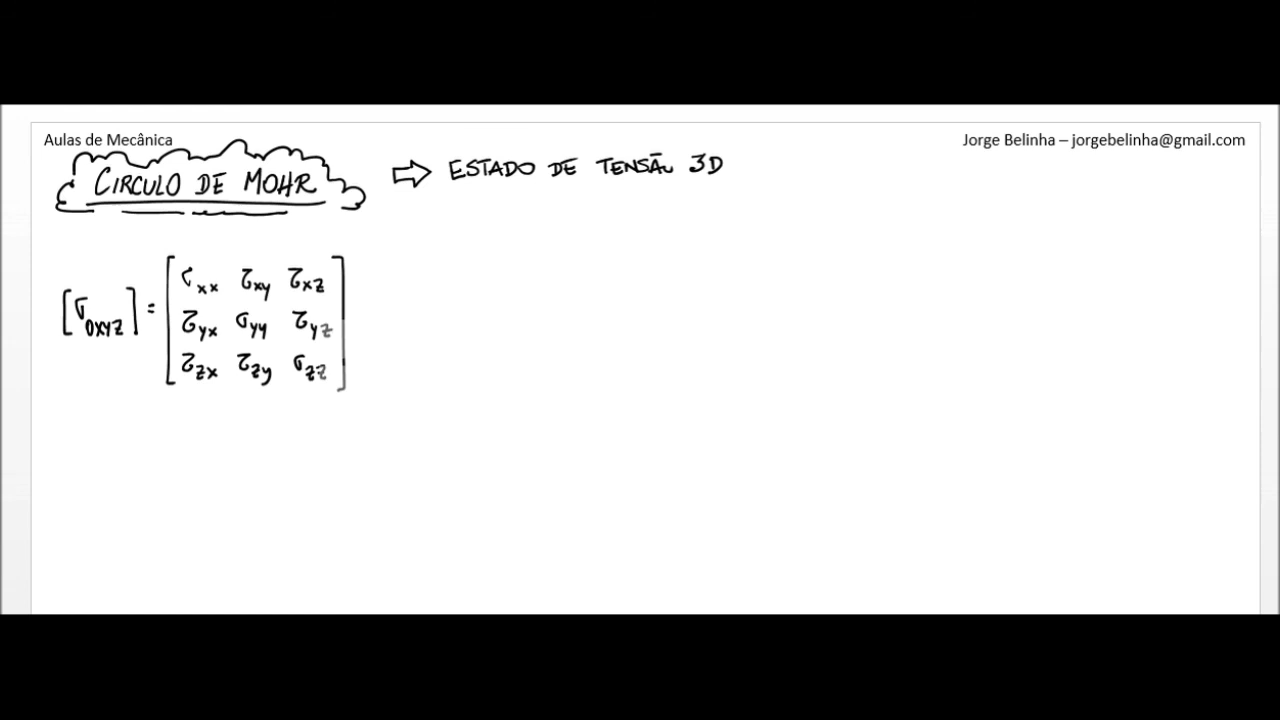 Aulas de Mecânica
Jorge Belinha – jorgebelinha@gmail.com
CIRCULO DE MOHR ⇨ ESTADO DE TENSÃO 3D
[σ_OXYZ] = [σxx τxy τxz
τyx σyy τyz
τzx τzy σzz]